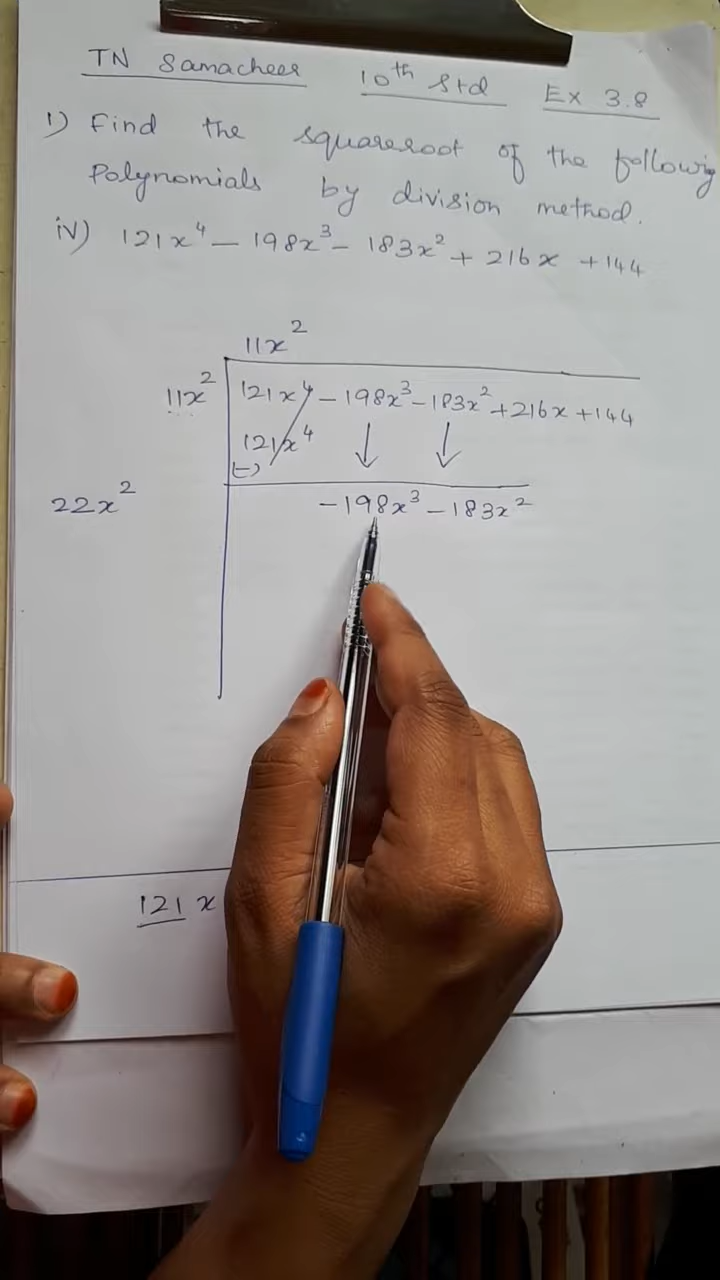 TN Samacheer 10th Std Ex 3.8
1) Find the squareroot of the following
Polynomials by division method.
iv) 121x⁴ - 198x³ - 183x² + 216x + 144
11x²
11x² 121x⁴ - 198x³ - 183x² + 216x + 144
121x⁴
(-)
22x² -198x³ - 183x²
121 x